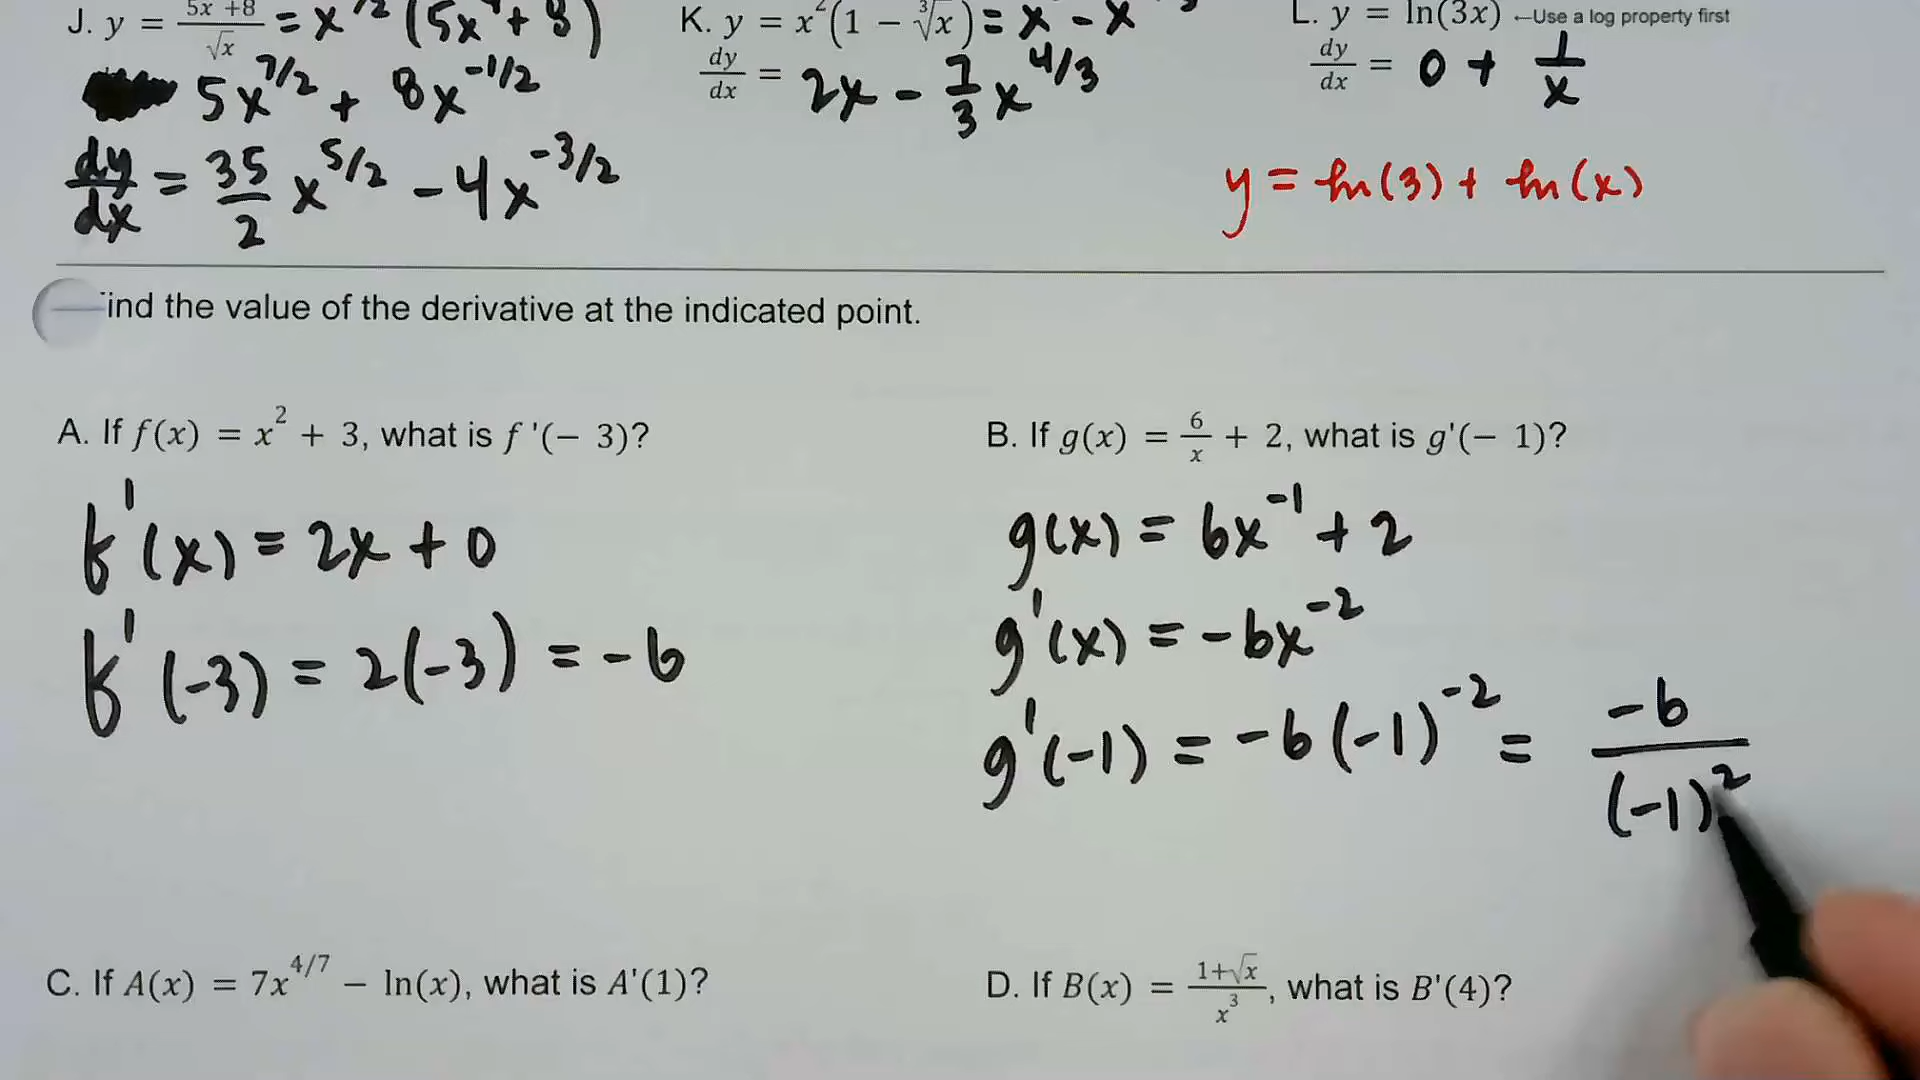 J. y = 5x +8 / √x = x (5x + 8)
5x^7/2 + 8x^-1/2
dy/dx = 35/2 x^5/2 - 4x^-3/2
K. y = x²(1 − ∛x) = x - x
dy/dx = 2x - 7/3 x^4/3
L. y = ln(3x) ←Use a log property first
dy/dx = 0 + 1/x
y = ln(3) + ln(x)
ind the value of the derivative at the indicated point.
A. If f(x) = x² + 3, what is f '(− 3)?
f'(x) = 2x + 0
f'(-3) = 2(-3) = -6
B. If g(x) = 6/x + 2, what is g'(− 1)?
g(x) = 6x^-1 + 2
g'(x) = -6x^-2
g'(-1) = -6(-1)^-2 = -6/(-1)^2
C. If A(x) = 7x^4/7 − ln(x), what is A'(1)?
D. If B(x) = 1+√x / x³, what is B'(4)?